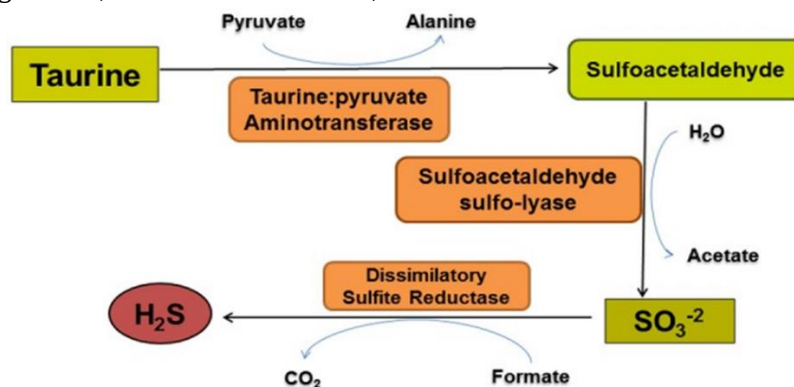 Pyruvate
Alanine
Taurine
Sulfoacetaldehyde
Taurine:pyruvate
Aminotransferase
H₂O
Sulfoacetaldehyde
sulfo-lyase
Acetate
Dissimilatory
Sulfite Reductase
H₂S
SO₃⁻²
CO₂
Formate